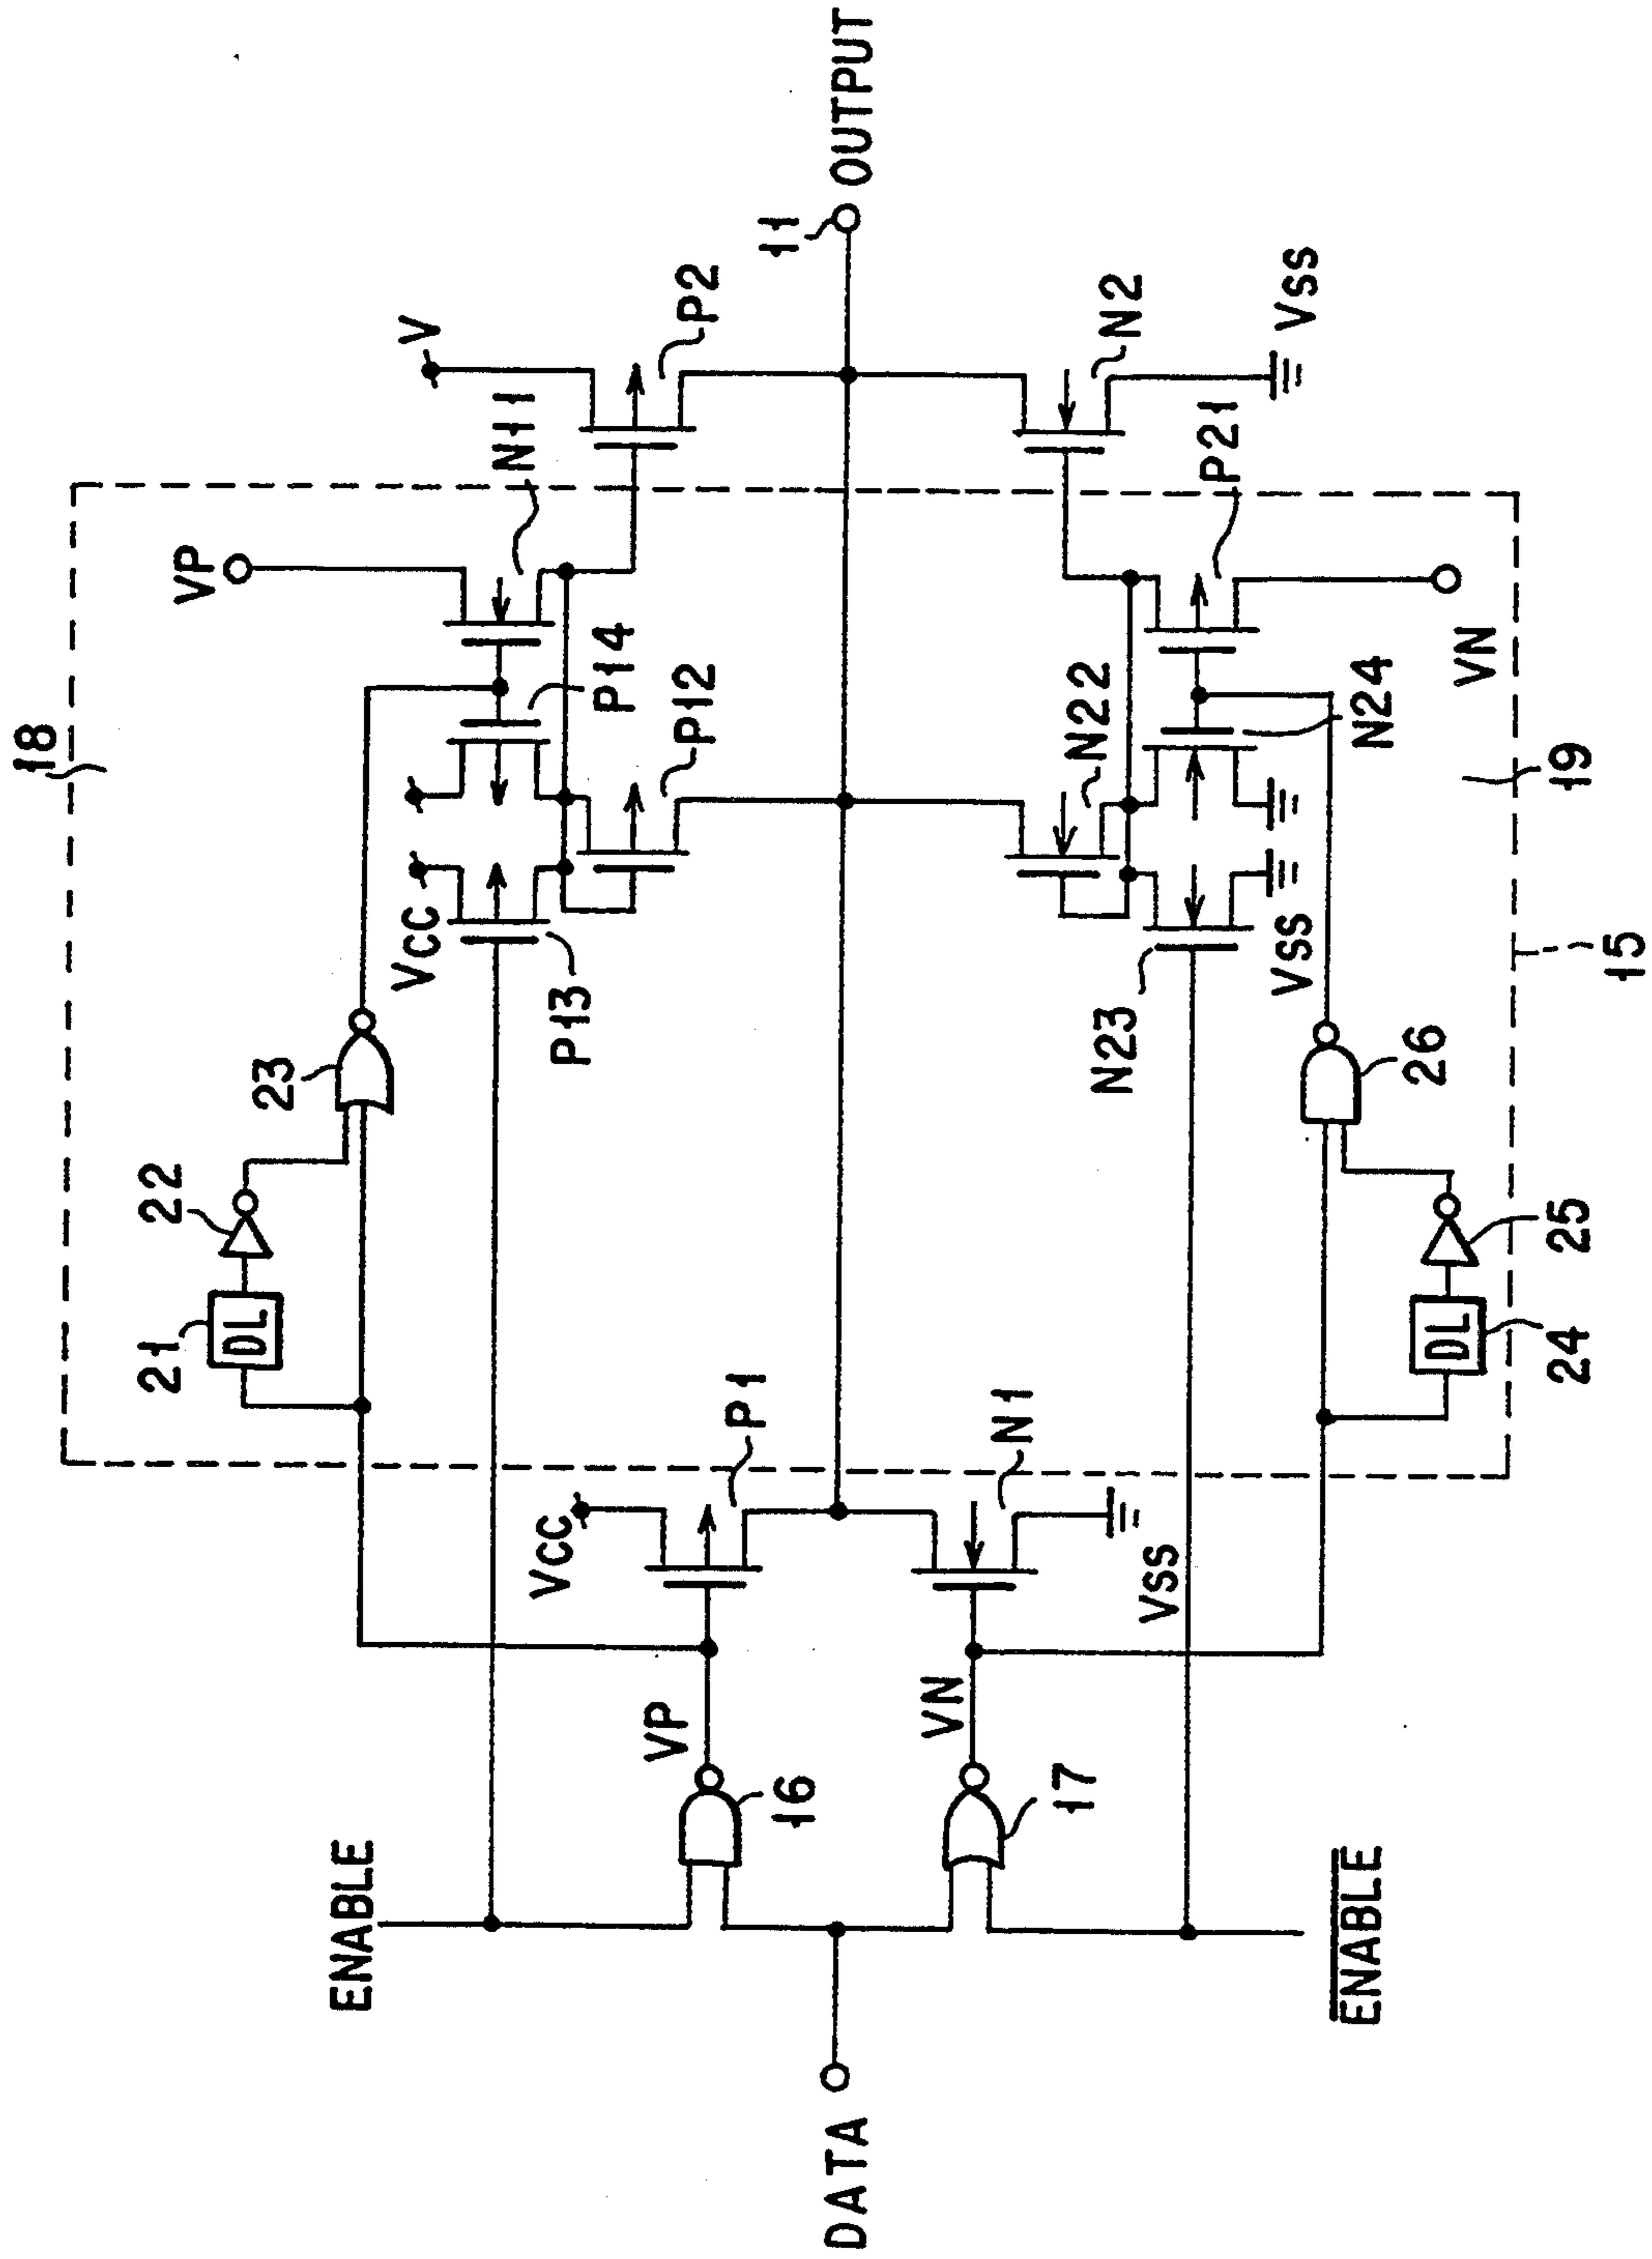 18
VP
N11
V
P2
11
OUTPUT
21
DL
22
23
VCC
P14
P12
P13
ENABLE
VCC
P1
VP
16
DATA
VN
17
N1
VSS
ENABLE
N22
N23
VSS
N24
P21
VN
N2
VSS
26
25
DL
24
19
15